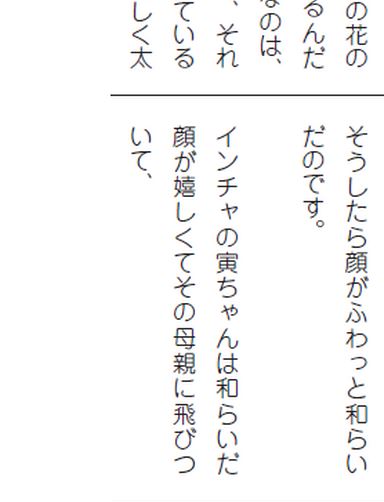 の花の
るんだ
なのは、
、それ
ている
しく太
そうしたら顔がふわっと和らい
だのです。
インチャの寅ちゃんは和らいだ
顔が嬉しくてその母親に飛びつ
いて、